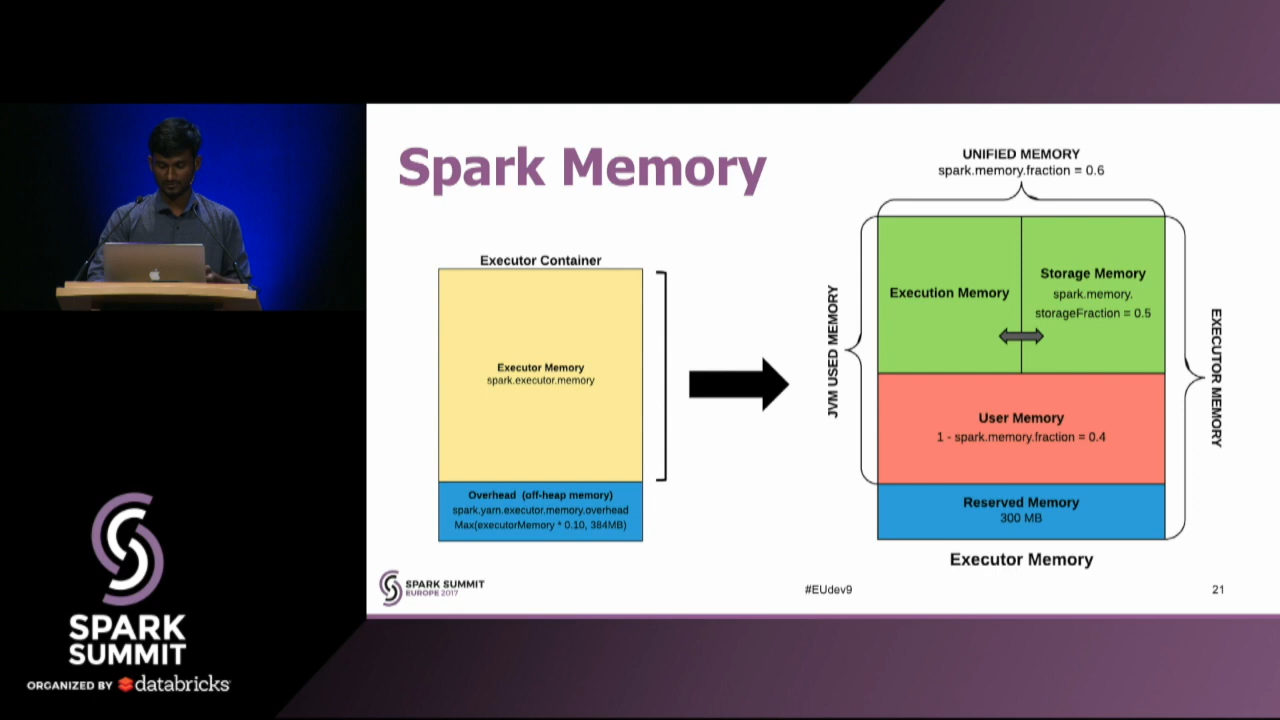 Spark Memory
Executor Container
Executor Memory
spark.executor.memory
Overhead (off-heap memory)
spark.yarn.executor.memory.overhead
Max(executorMemory * 0.10, 384MB)
UNIFIED MEMORY
spark.memory.fraction = 0.6
JVM USED MEMORY
Execution Memory
Storage Memory
spark.memory.
storageFraction = 0.5
User Memory
1 - spark.memory.fraction = 0.4
Reserved Memory
300 MB
EXECUTOR MEMORY
Executor Memory
SPARK SUMMIT
EUROPE 2017
#EUdev9
21
SPARK
SUMMIT
ORGANIZED BY databricks